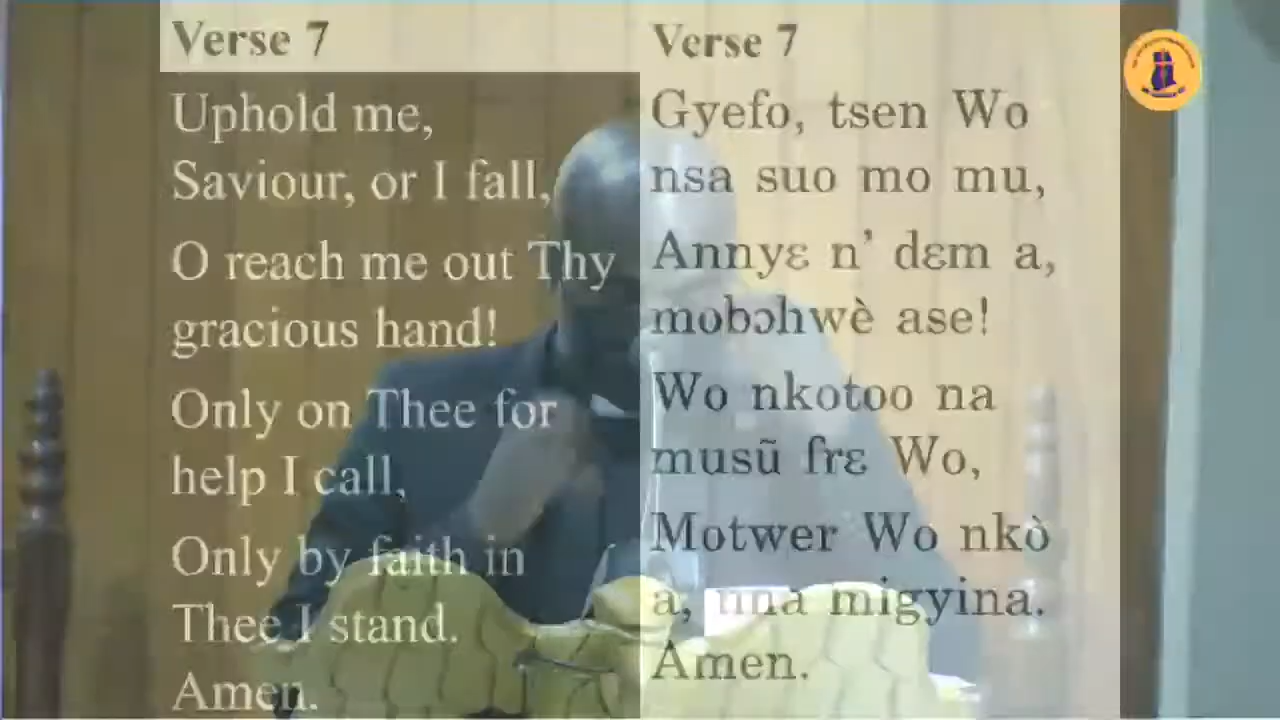 Verse 7
Uphold me,
Saviour, or I fall,
O reach me out Thy
gracious hand!
Only on Thee for
help I call,
Only by faith in
Thee I stand.
Amen.
Verse 7
Gyefo, tsen Wo
nsa suo mo mu,
Annyɛ n' dɛm a,
mobɔhwè ase!
Wo nkotoo na
musũ frɛ Wo,
Motwer Wo nkò
a, nna migyina.
Amen.